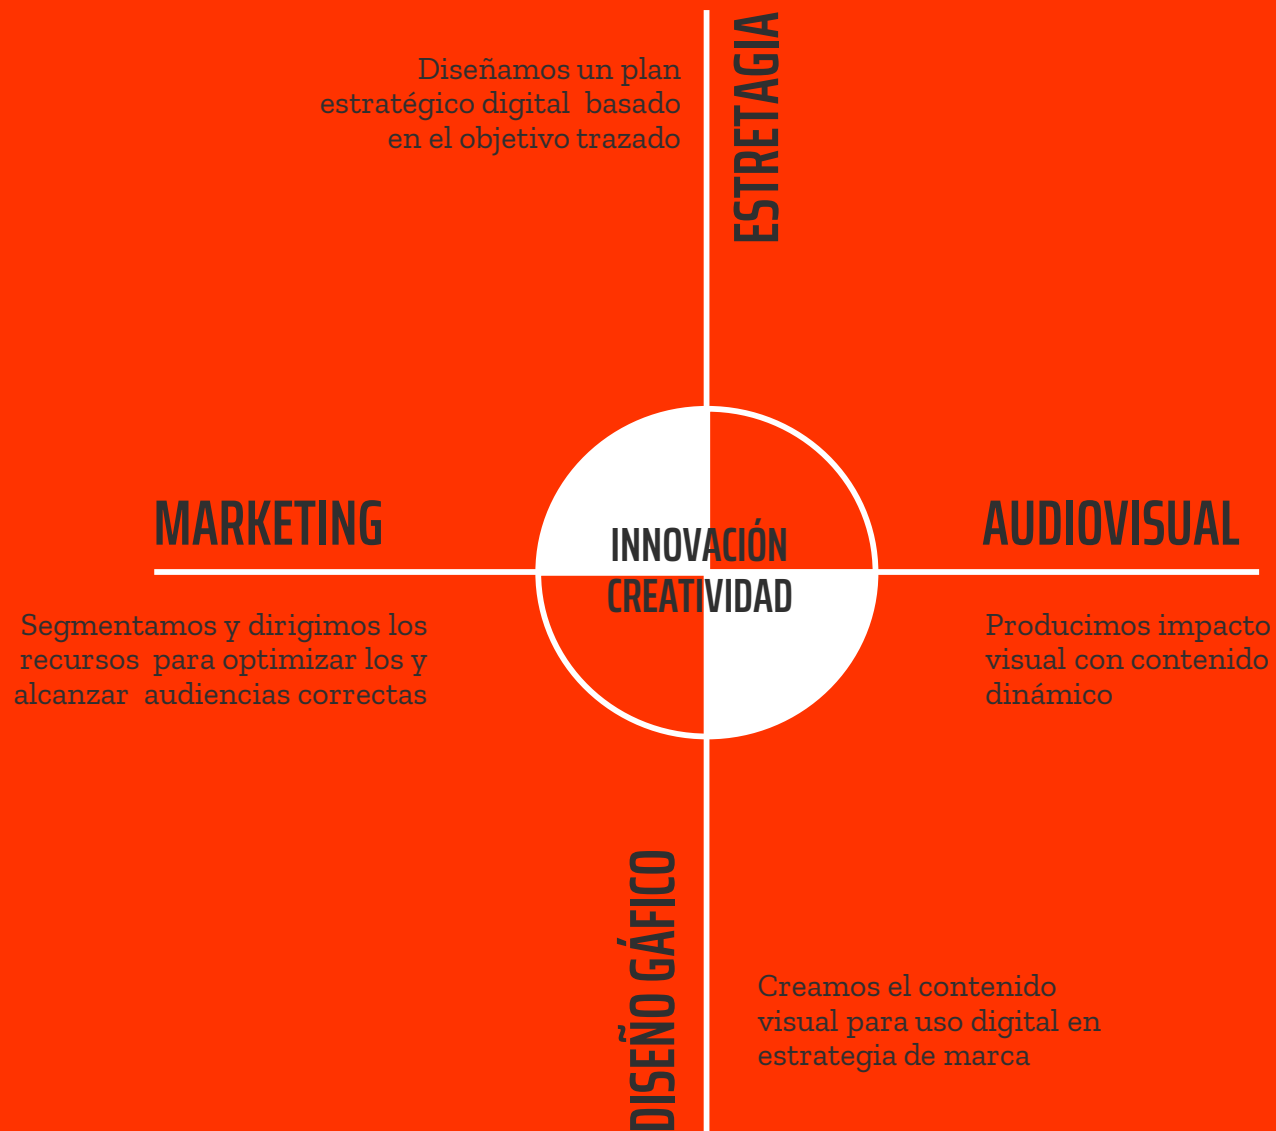 Diseñamos un plan
estratégico digital basado
en el objetivo trazado
ESTRETAGIA
MARKETING
Segmentamos y dirigimos los
recursos para optimizar los y
alcanzar audiencias correctas
INNOVACIÓN
CREATIVIDAD
AUDIOVISUAL
Producimos impacto
visual con contenido
dinámico
DISEÑO GÁFICO
Creamos el contenido
visual para uso digital en
estrategia de marca